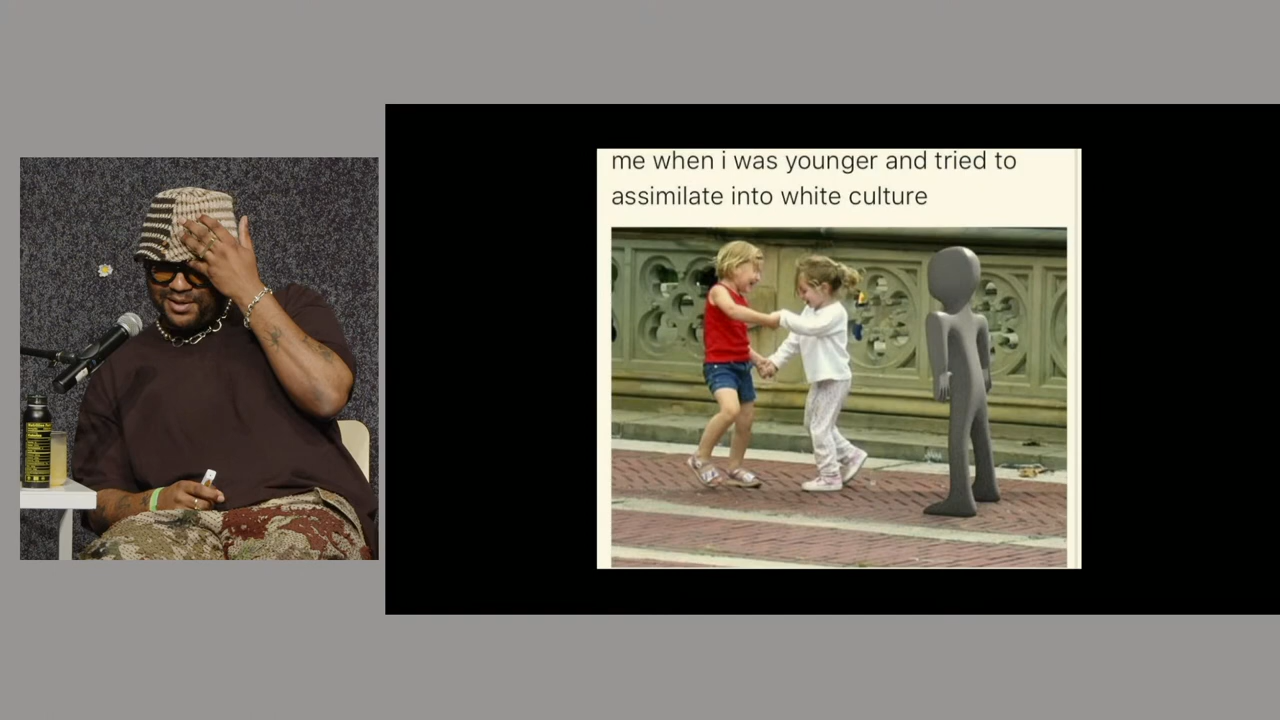 me when i was younger and tried to
assimilate into white culture